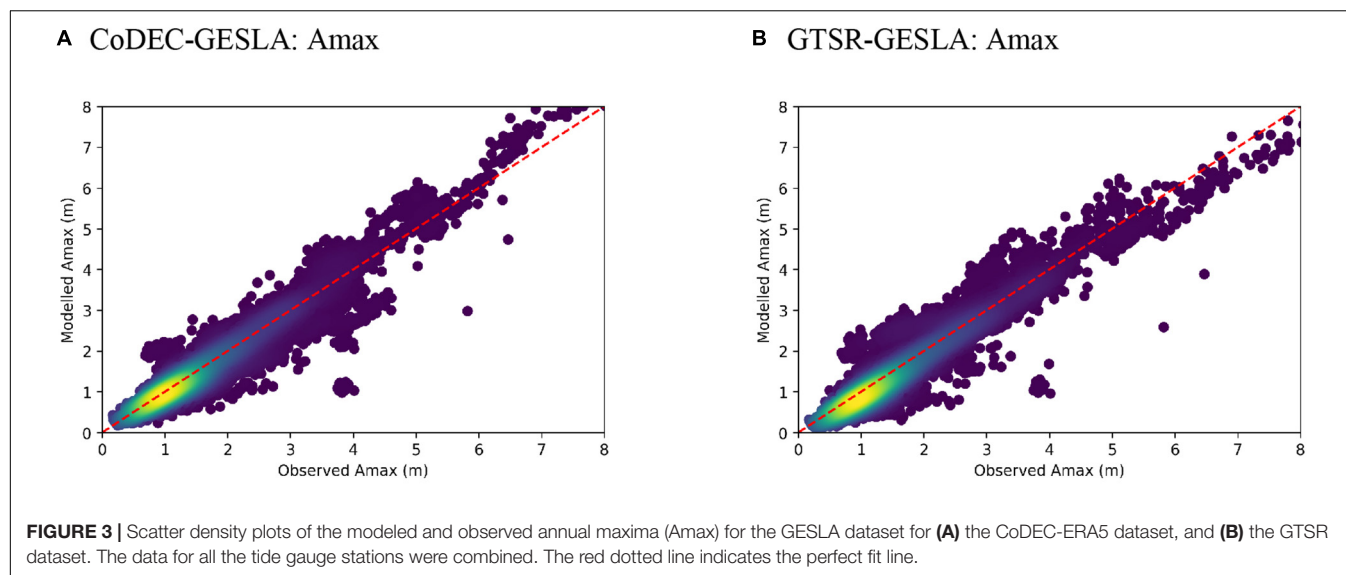 A CoDEC-GESLA: Amax
B GTSR-GESLA: Amax
8
7
6
5
4
3
2
1
0
Modelled Amax (m)
0 1 2 3 4 5 6 7 8
Observed Amax (m)
8
7
6
5
4
3
2
1
0
Modelled Amax (m)
0 1 2 3 4 5 6 7 8
Observed Amax (m)
FIGURE 3 | Scatter density plots of the modeled and observed annual maxima (Amax) for the GESLA dataset for (A) the CoDEC-ERA5 dataset, and (B) the GTSR
dataset. The data for all the tide gauge stations were combined. The red dotted line indicates the perfect fit line.